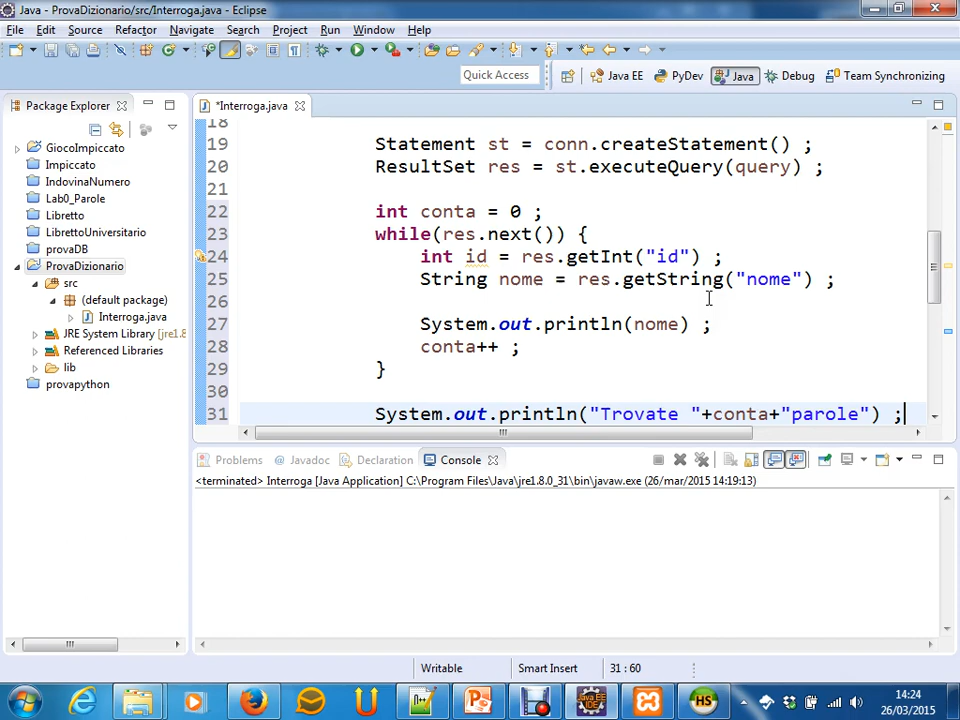 Java - ProvaDizionario/src/Interroga.java - Eclipse
File Edit Source Refactor Navigate Search Project Run Window Help
Quick Access Java EE PyDev Java Debug Team Synchronizing
Package Explorer
*Interroga.java
GiocoImpiccato
Impiccato
IndovinaNumero
Lab0_Parole
Libretto
LibrettoUniversitario
provaDB
ProvaDizionario
src
(default package)
Interroga.java
JRE System Library [jre1.8
Referenced Libraries
lib
provapython
18
19 Statement st = conn.createStatement() ;
20 ResultSet res = st.executeQuery(query) ;
21
22 int conta = 0 ;
23 while(res.next()) {
24 int id = res.getInt("id") ;
25 String nome = res.getString("nome") ;
26
27 System.out.println(nome) ;
28 conta++ ;
29 }
30
31 System.out.println("Trovate "+conta+"parole") ;
Problems Javadoc Declaration Console
<terminated> Interroga [Java Application] C:\Program Files\Java\jre1.8.0_31\bin\javaw.exe (26/mar/2015 14:19:13)
Writable Smart Insert 31 : 60
14:24
26/03/2015